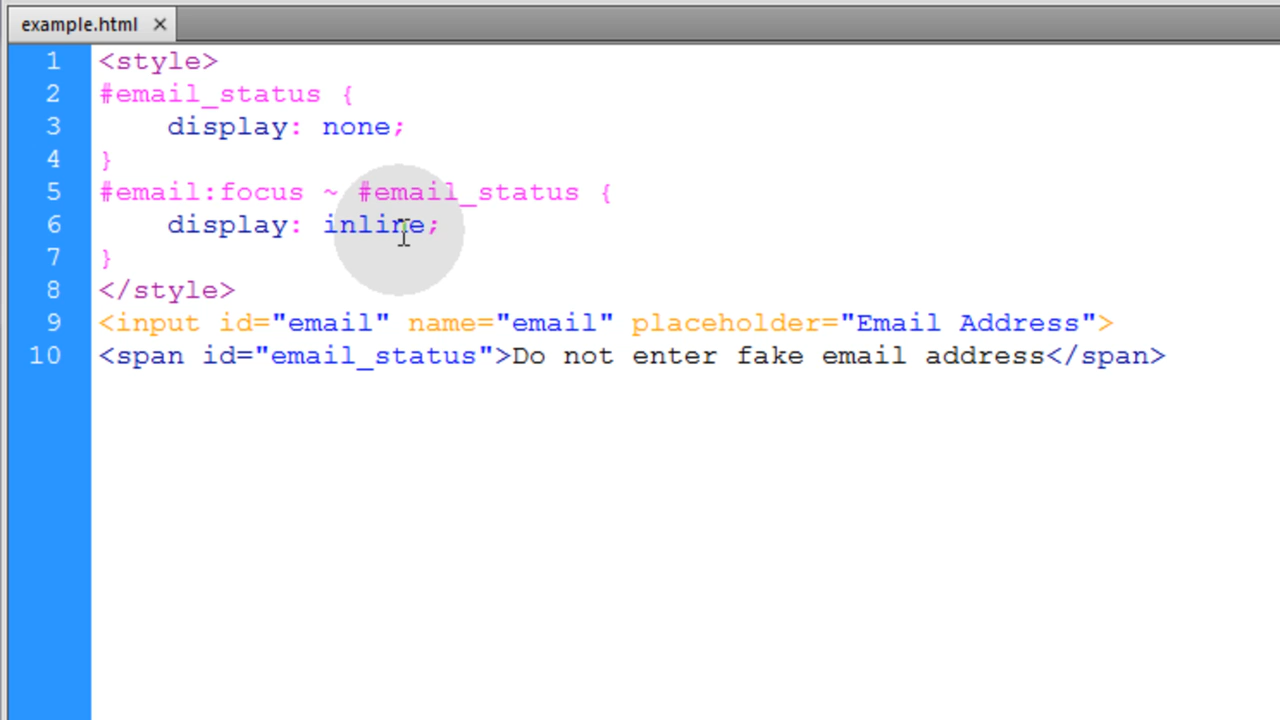 example.html ×
1 <style>
2 #email_status {
3     display: none;
4 }
5 #email:focus ~ #email_status {
6     display: inline;
7 }
8 </style>
9 <input id="email" name="email" placeholder="Email Address">
10 <span id="email_status">Do not enter fake email address</span>